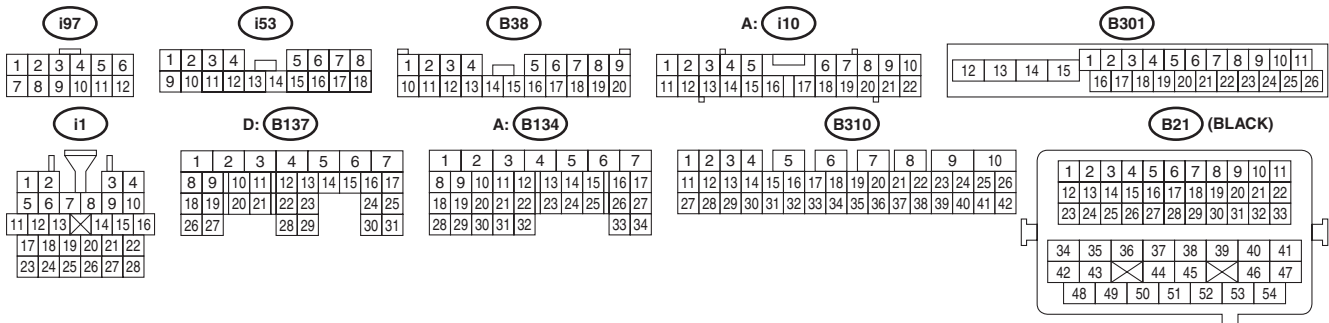 i97
1 2 3 4 5 6
7 8 9 10 11 12
i53
1 2 3 4 5 6 7 8
9 10 11 12 13 14 15 16 17 18
B38
1 2 3 4 5 6 7 8 9
10 11 12 13 14 15 16 17 18 19 20
A: i10
1 2 3 4 5 6 7 8 9 10
11 12 13 14 15 16 17 18 19 20 21 22
B301
1 2 3 4 5 6 7 8 9 10 11
12 13 14 15
16 17 18 19 20 21 22 23 24 25 26
i1
1 2 3 4
5 6 7 8 9 10
11 12 13 14 15 16
17 18 19 20 21 22
23 24 25 26 27 28
D: B137
1 2 3 4 5 6 7
8 9 10 11 12 13 14 15 16 17
18 19 20 21 22 23 24 25
26 27 28 29 30 31
A: B134
1 2 3 4 5 6 7
8 9 10 11 12 13 14 15 16 17
18 19 20 21 22 23 24 25 26 27
28 29 30 31 32 33 34
B310
1 2 3 4 5 6 7 8 9 10
11 12 13 14 15 16 17 18 19 20 21 22 23 24 25 26
27 28 29 30 31 32 33 34 35 36 37 38 39 40 41 42
B21 (BLACK)
1 2 3 4 5 6 7 8 9 10 11
12 13 14 15 16 17 18 19 20 21 22
23 24 25 26 27 28 29 30 31 32 33
34 35 36 37 38 39 40 41
42 43 44 45 46 47
48 49 50 51 52 53 54